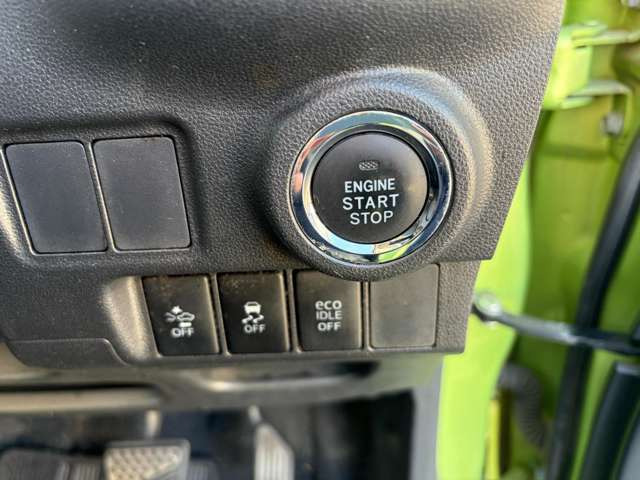 ENGINE
START
STOP
OFF
OFF
eco
IDLE
OFF